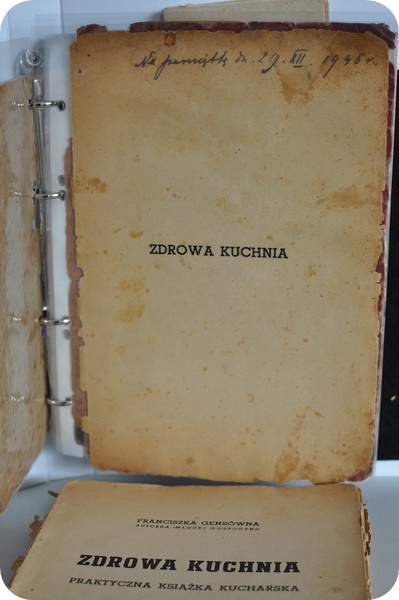 Na pamiątkę dn. 29. XII. 1945 r.
ZDROWA KUCHNIA
FRANCISZKA GENSÓWNA
AUTORKA „MŁODEJ GOSPODYNI”
ZDROWA KUCHNIA
PRAKTYCZNA KSIĄŻKA KUCHARSKA